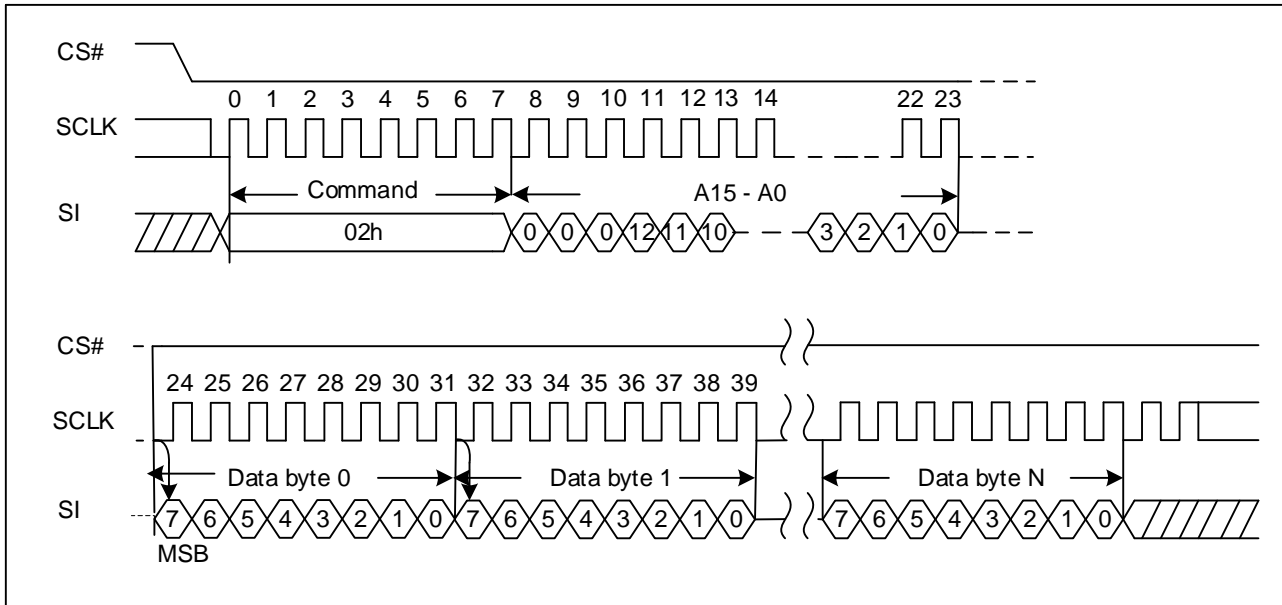 CS#
0 1 2 3 4 5 6 7 8 9 10 11 12 13 14 22 23
SCLK
Command A15 - A0
SI
02h 0 0 0 12 11 10 3 2 1 0
CS#
24 25 26 27 28 29 30 31 32 33 34 35 36 37 38 39
SCLK
Data byte 0 Data byte 1 Data byte N
SI
7 6 5 4 3 2 1 0 7 6 5 4 3 2 1 0 7 6 5 4 3 2 1 0
MSB